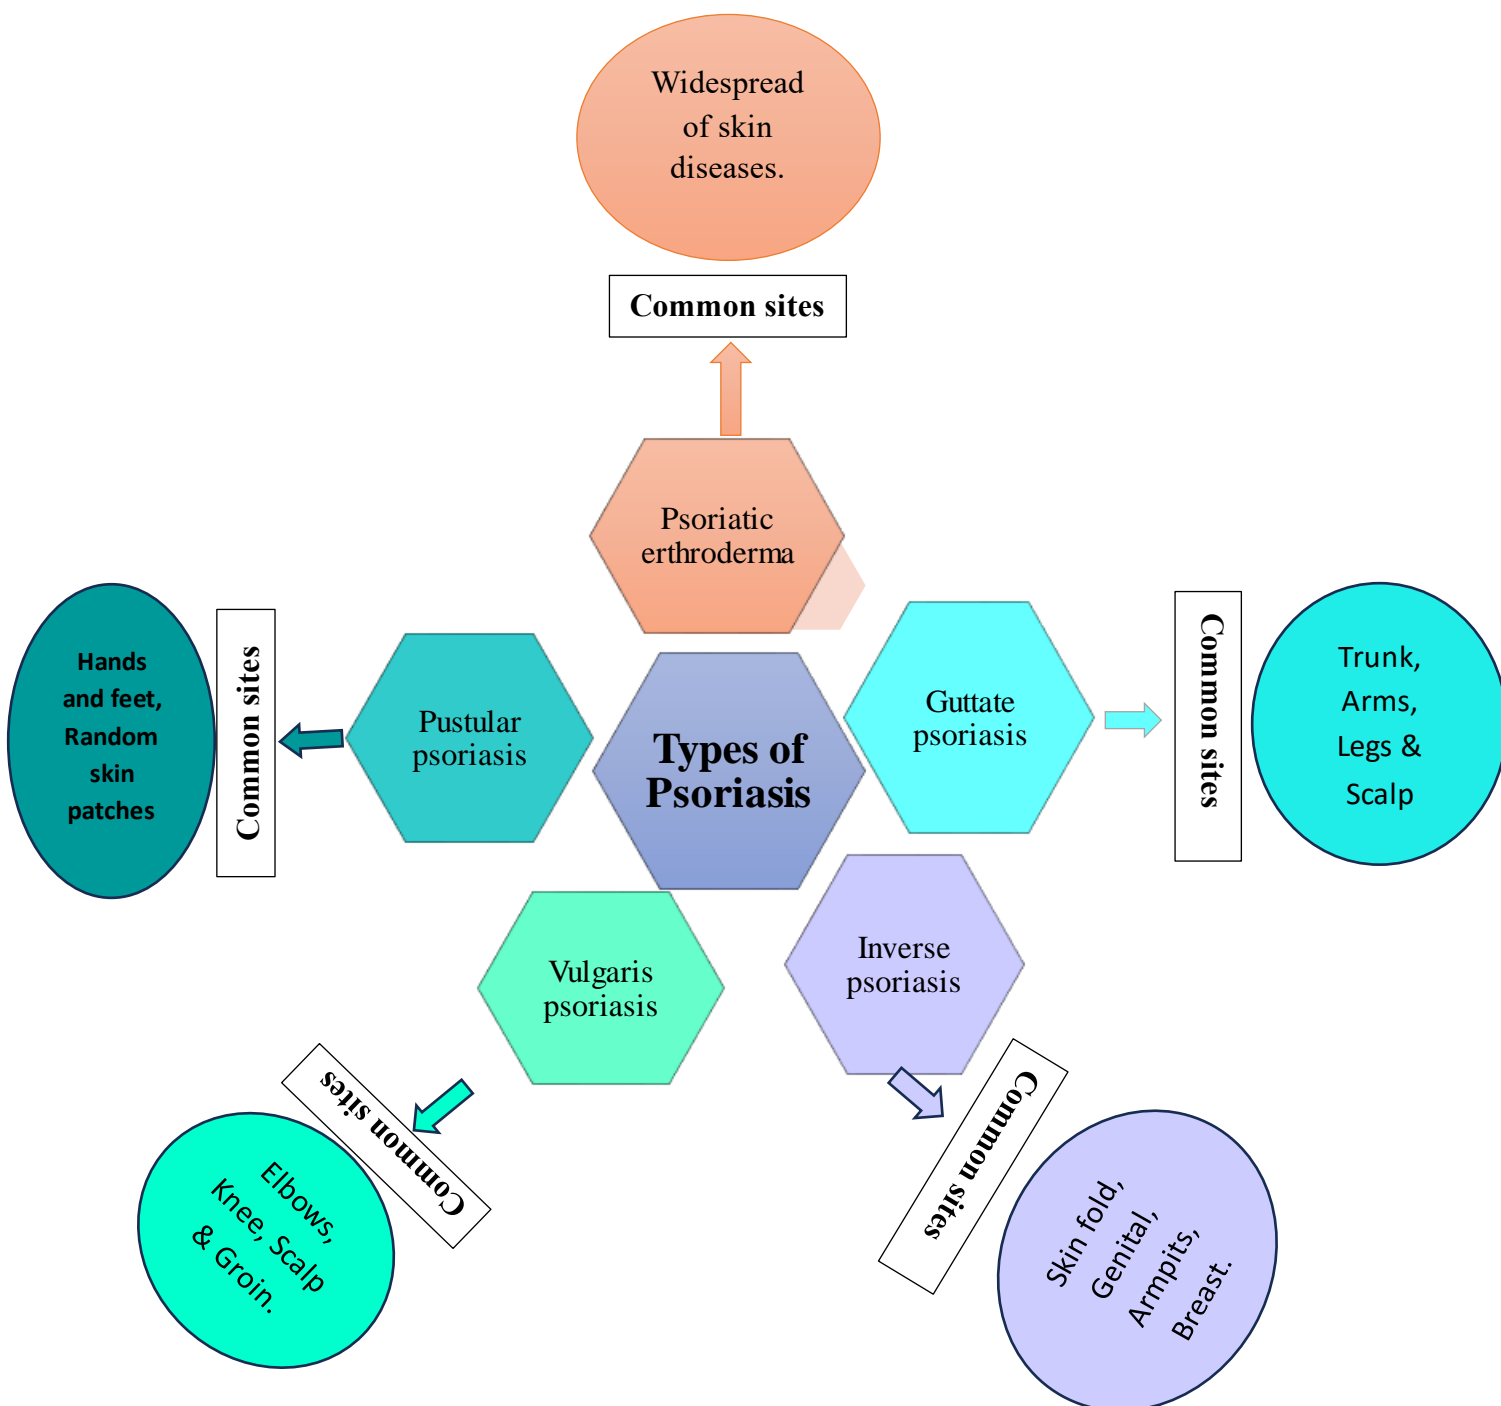 Widespread
of skin
diseases.
Common sites
Psoriatic
erthroderma
Hands
and feet,
Random
skin
patches
Common sites
Pustular
psoriasis
Types of
Psoriasis
Guttate
psoriasis
Common sites
Trunk,
Arms,
Legs &
Scalp
Vulgaris
psoriasis
Common sites
Elbows,
Knee, Scalp
& Groin.
Inverse
psoriasis
Common sites
Skin fold,
Genital,
Armpits,
Breast.